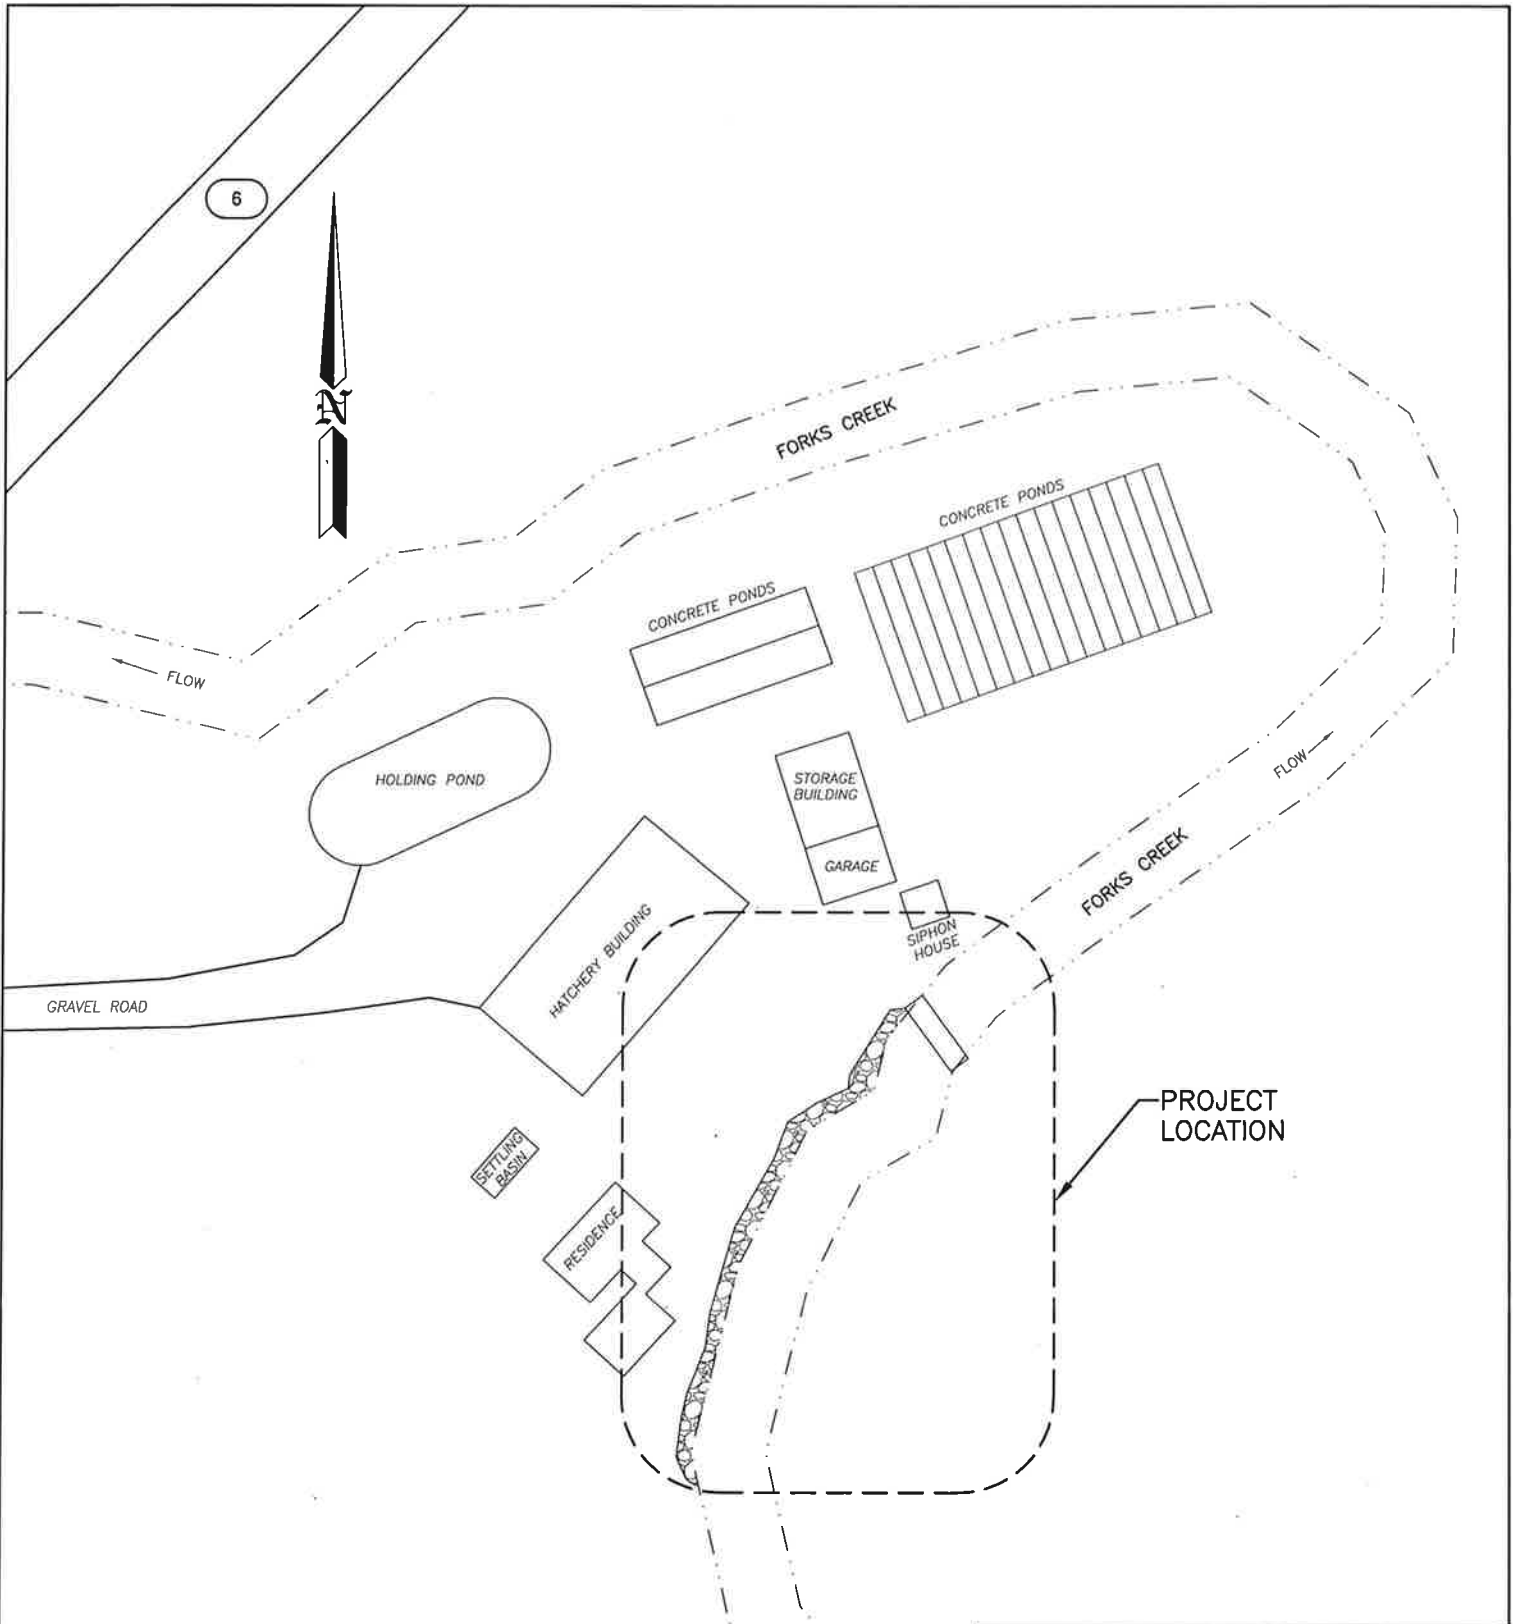 6
N
FORKS CREEK
CONCRETE PONDS
CONCRETE PONDS
FLOW
HOLDING POND
STORAGE
BUILDING
GARAGE
FLOW
FORKS CREEK
SIPHON
HOUSE
HATCHERY BUILDING
GRAVEL ROAD
PROJECT
LOCATION
SETTLING
BASIN
RESIDENCE